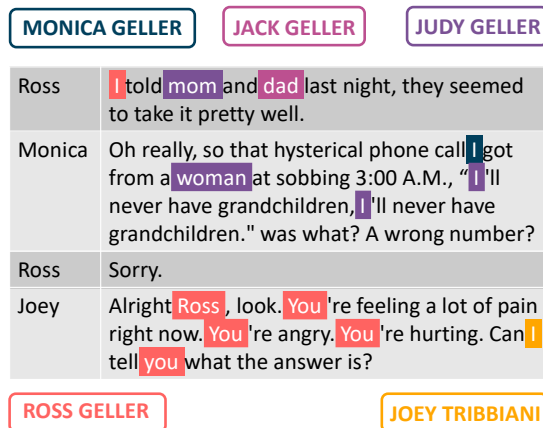 MONICA GELLER JACK GELLER JUDY GELLER
Ross I told mom and dad last night, they seemed
to take it pretty well.
Monica Oh really, so that hysterical phone call I got
from a woman at sobbing 3:00 A.M., “I'll
never have grandchildren, I'll never have
grandchildren." was what? A wrong number?
Ross Sorry.
Joey Alright Ross, look. You're feeling a lot of pain
right now. You're angry. You're hurting. Can I
tell you what the answer is?
ROSS GELLER JOEY TRIBBIANI